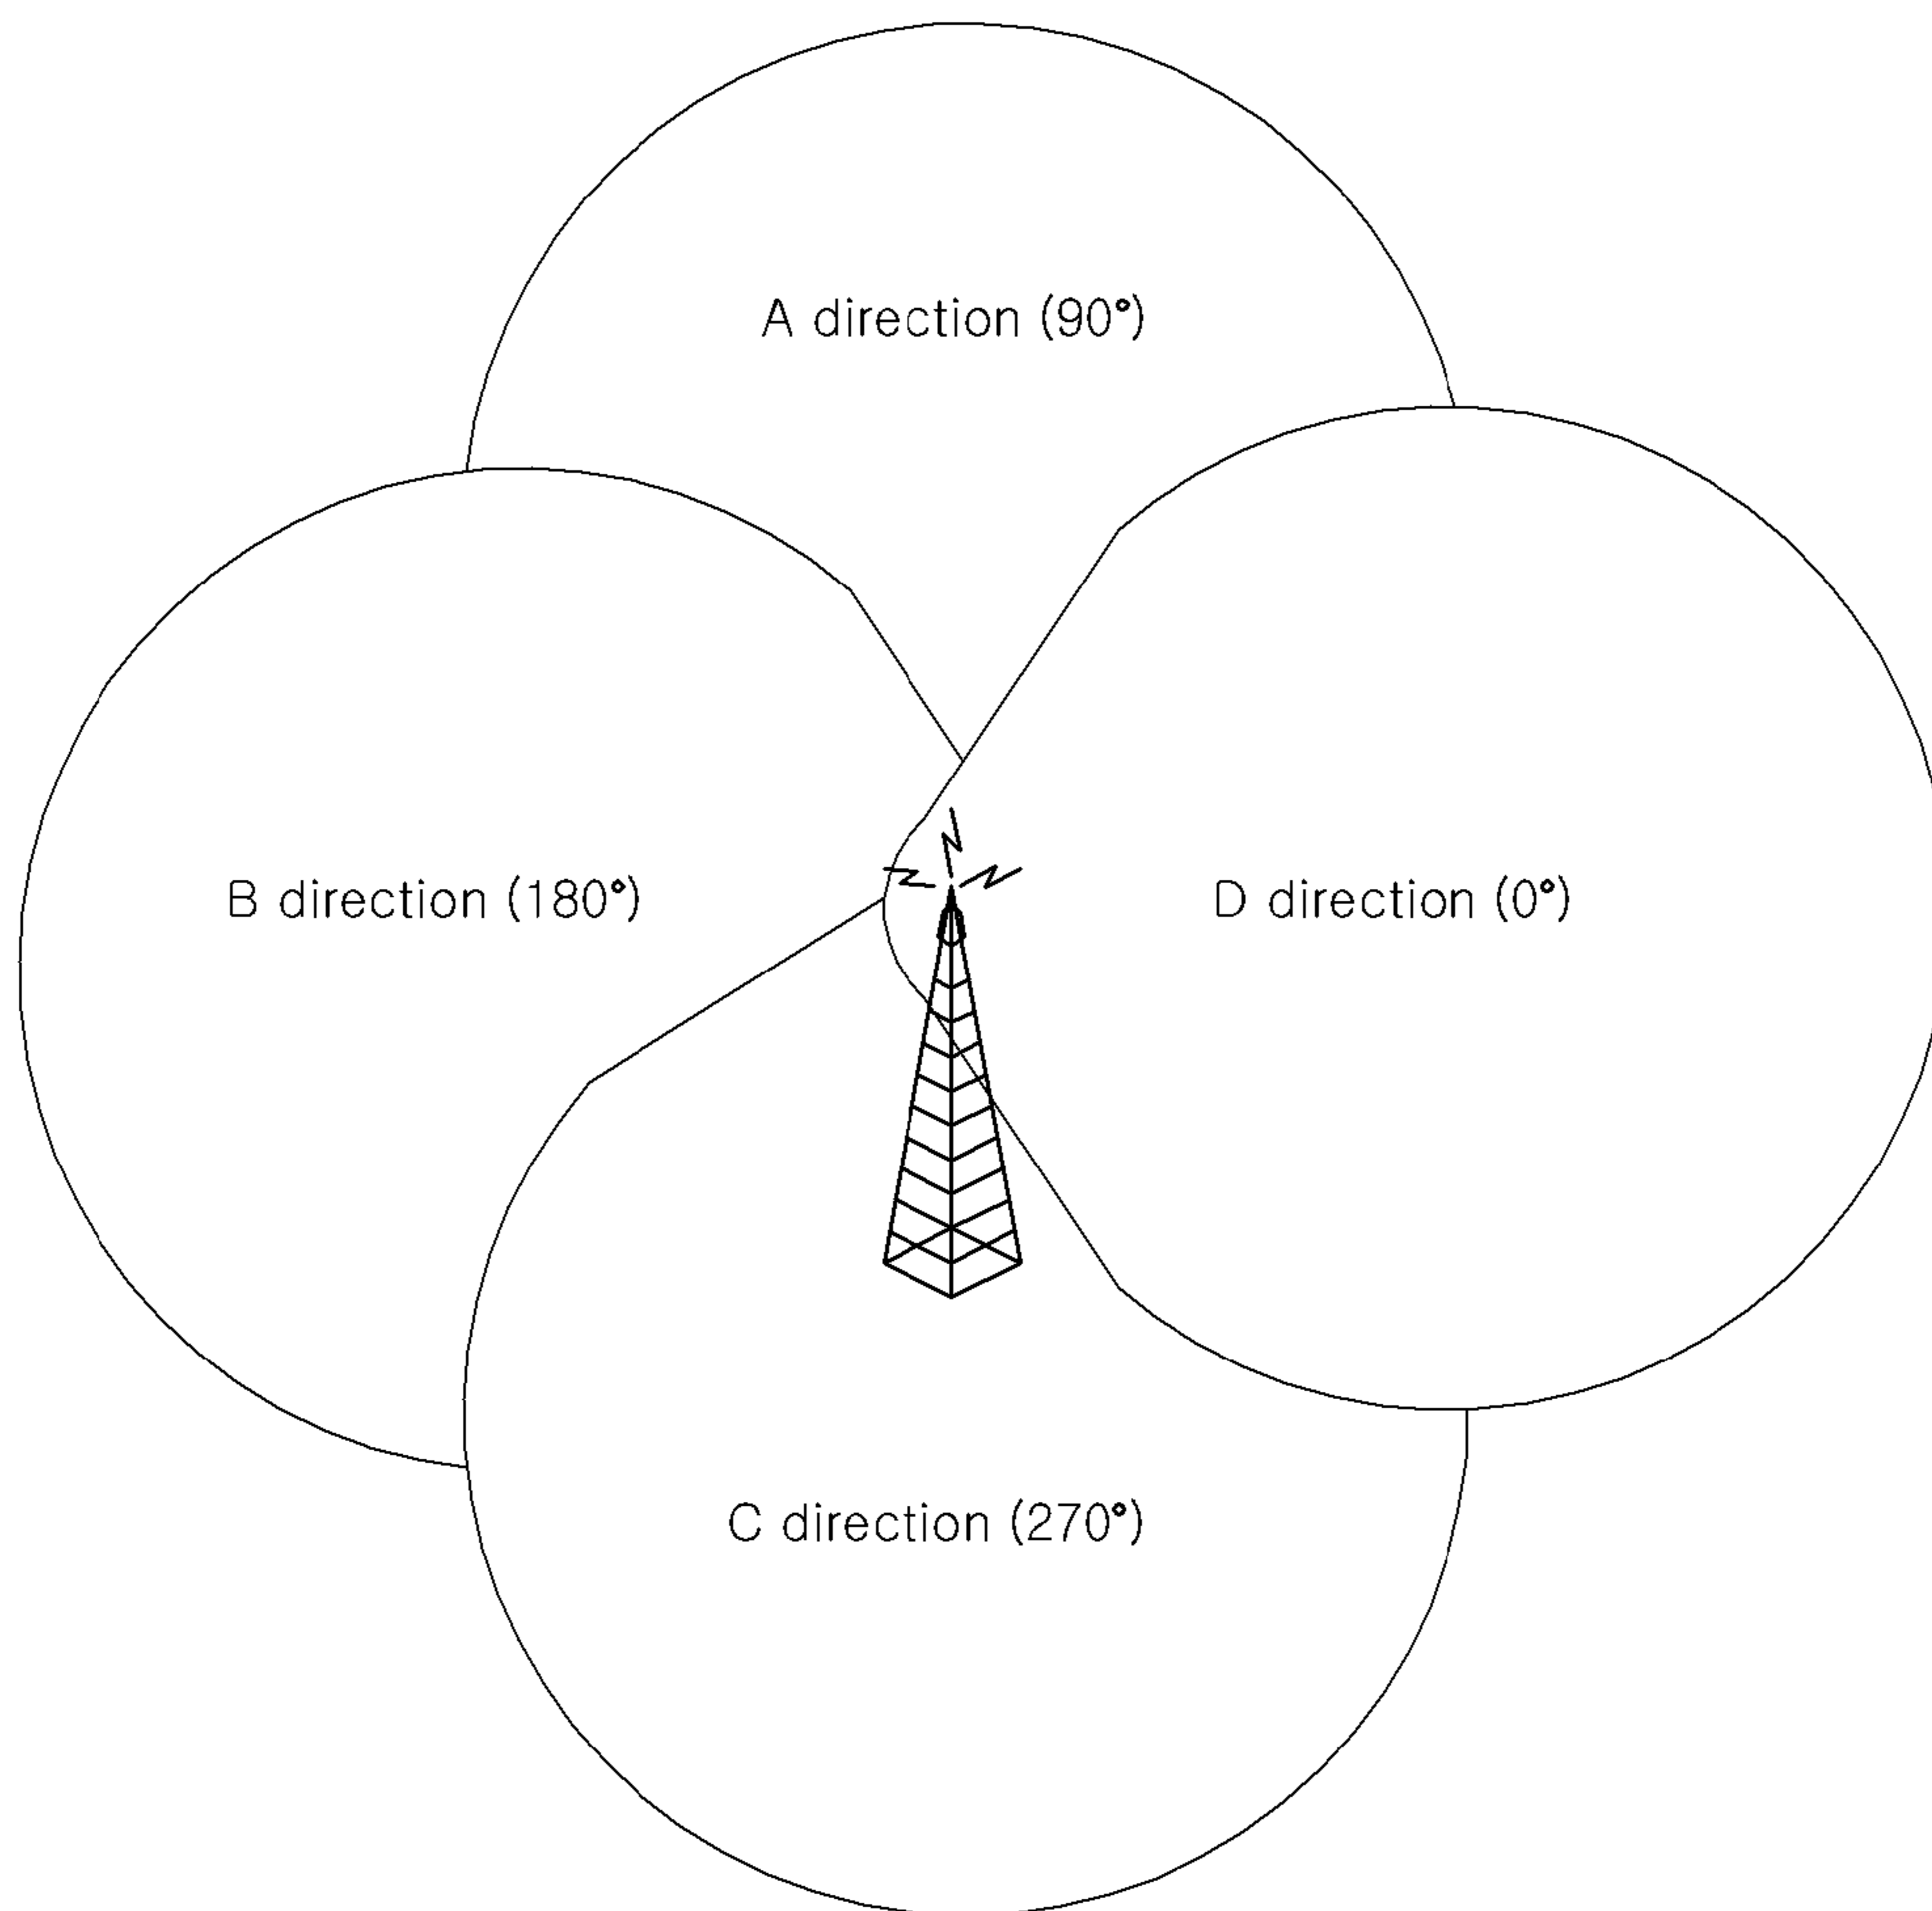 A direction (90°)
B direction (180°)
D direction (0°)
C direction (270°)